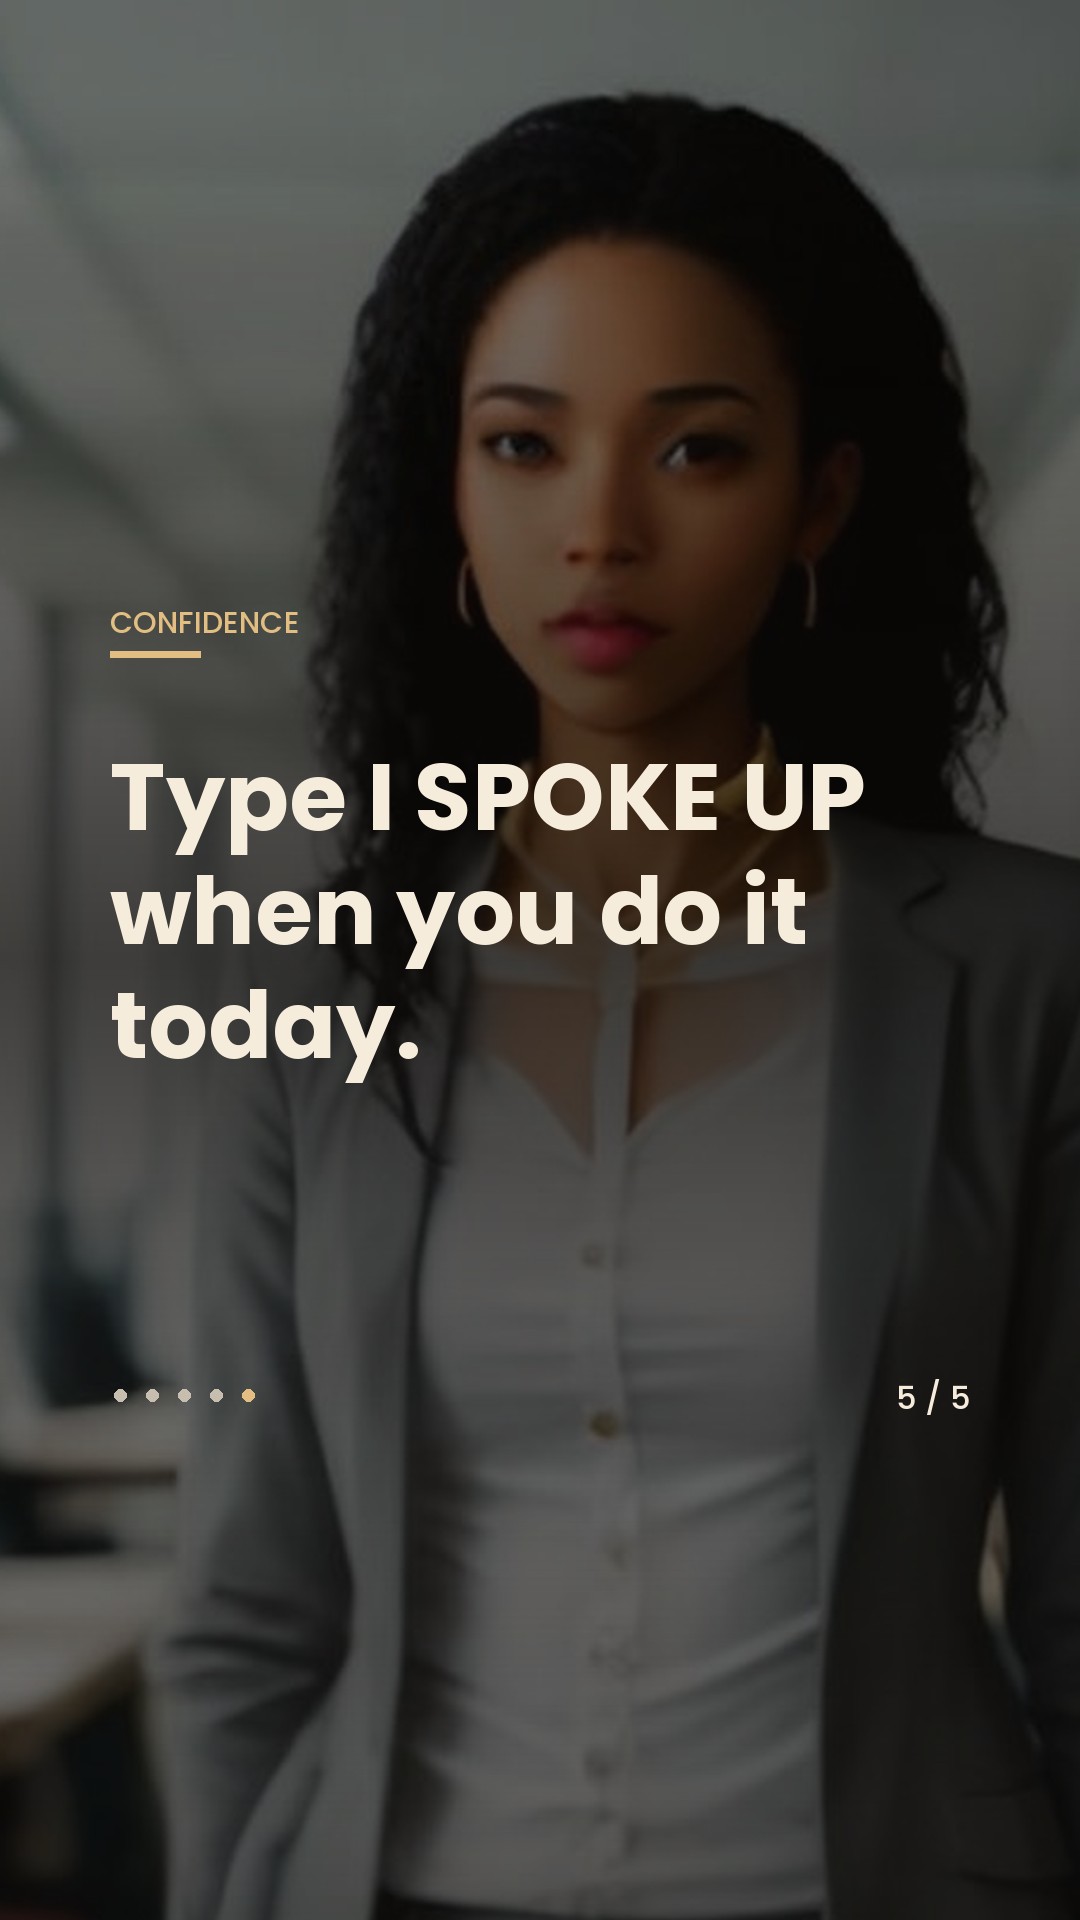 CONFIDENCE
Type I SPOKE UP
when you do it
today.
5 / 5